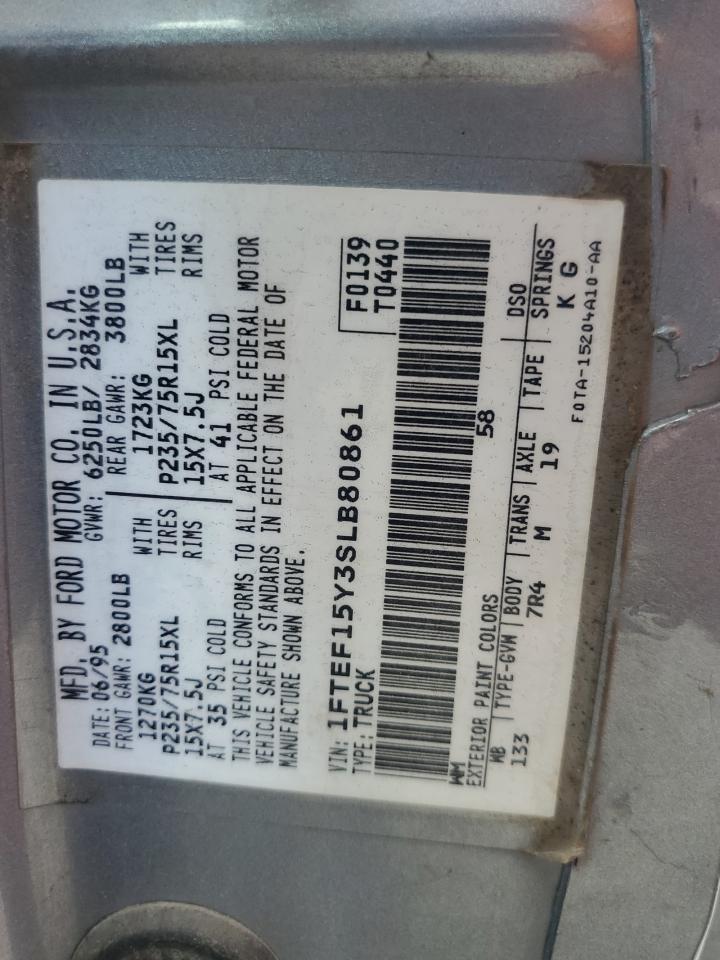 MFD. BY FORD MOTOR CO. IN U.S.A.
DATE: 06/95 GVWR: 6250LB/ 2834KG
FRONT GAWR: 2800LB REAR GAWR: 3800LB
1270KG WITH 1723KG WITH
P235/75R15XL TIRES P235/75R15XL TIRES
15X7.5J RIMS 15X7.5J RIMS
AT 35 PSI COLD AT 41 PSI COLD
THIS VEHICLE CONFORMS TO ALL APPLICABLE FEDERAL MOTOR
VEHICLE SAFETY STANDARDS IN EFFECT ON THE DATE OF
MANUFACTURE SHOWN ABOVE.
VIN: 1FTEF15Y3SLB80861 F0139
TYPE: TRUCK T0440
WM 58
EXTERIOR PAINT COLORS DSO
WB TYPE-GVW BODY TRANS AXLE TAPE SPRINGS
133 7R4 M 19 K G
F0TA-15204A10-AA